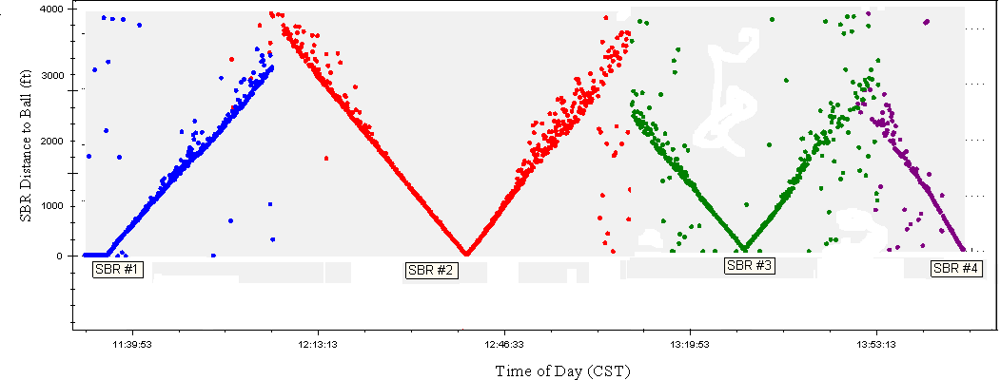 SBR Distance to Ball (ft)
4000
3000
2000
1000
0
SBR #1
SBR #2
SBR #3
SBR #4
11:39:53
12:13:13
12:46:33
13:19:53
13:53:13
Time of Day (CST)